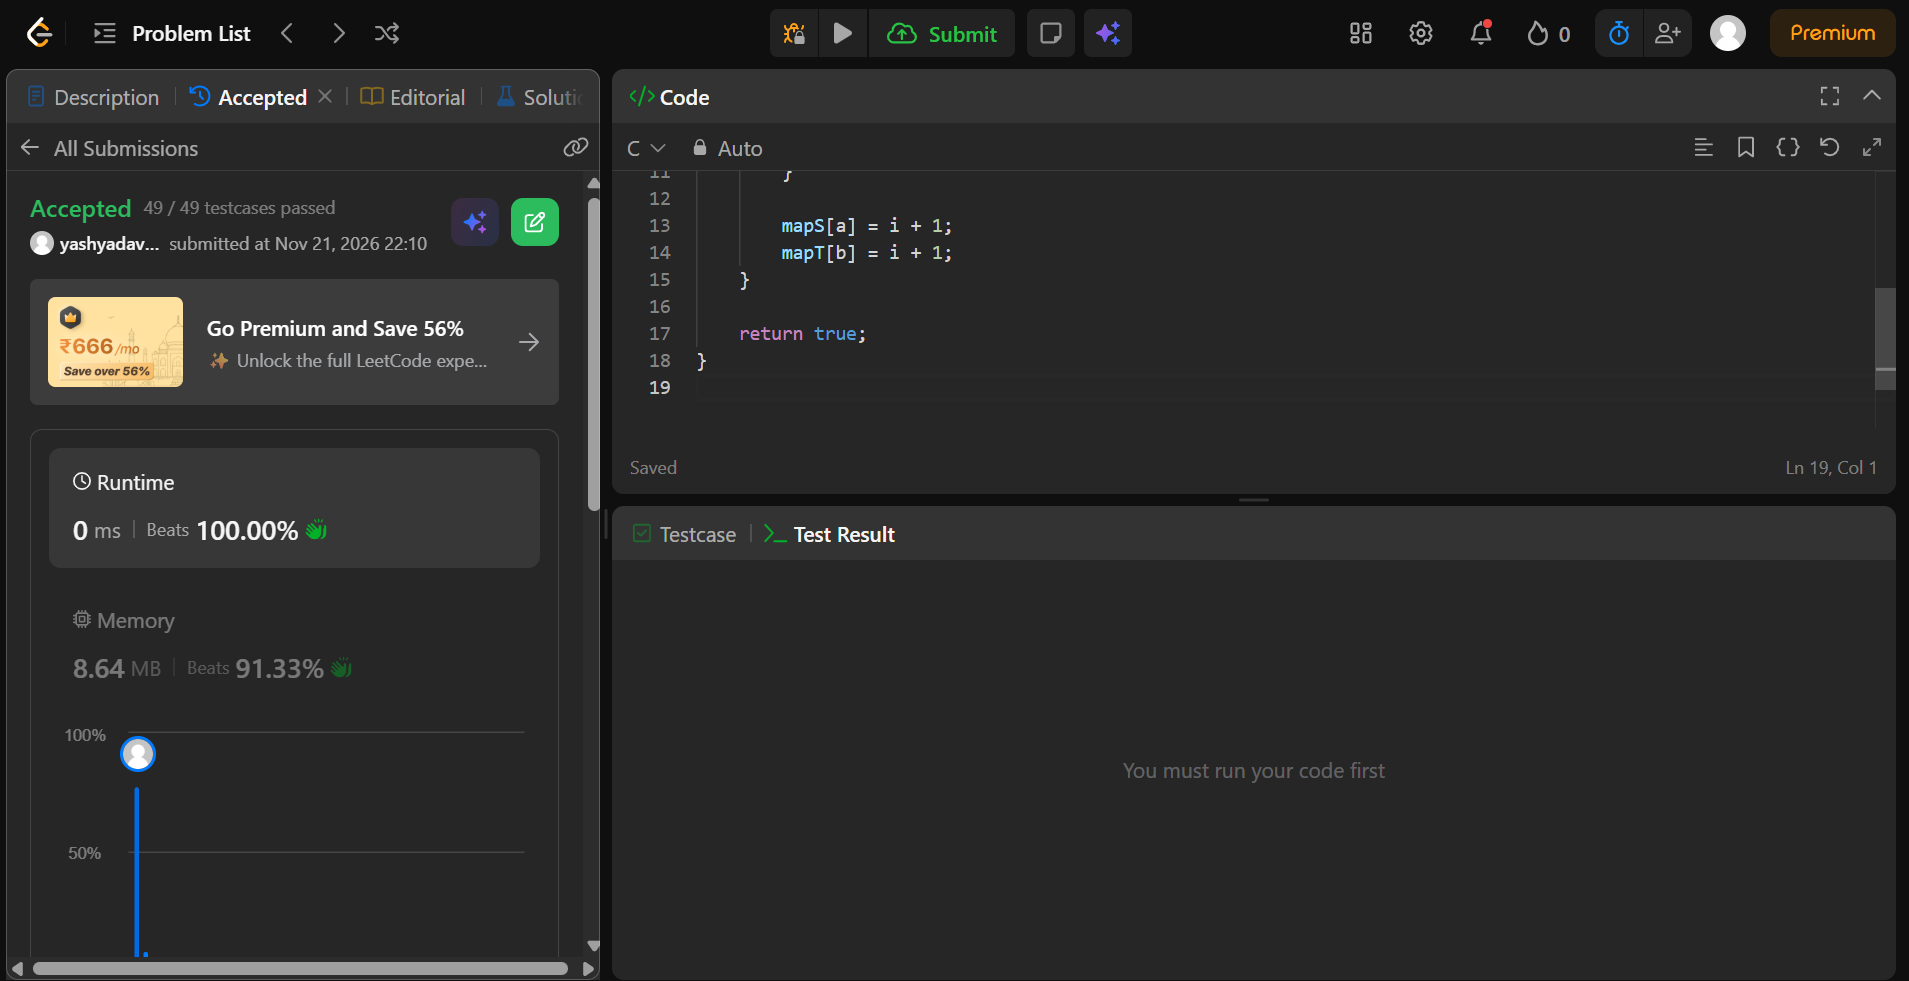 Problem List
Submit
0
Premium
Description
Accepted
Editorial
Solutio
All Submissions
Accepted
49 / 49 testcases passed
yashyadav...
submitted at Nov 21, 2026 22:10
₹666 /mo
Save over 56%
Go Premium and Save 56%
✨ Unlock the full LeetCode expe...
Runtime
0 ms
Beats 100.00%
Memory
8.64 MB
Beats 91.33%
100%
50%
</> Code
C
Auto
11 }
12
13 mapS[a] = i + 1;
14 mapT[b] = i + 1;
15 }
16
17 return true;
18 }
19
Saved
Ln 19, Col 1
Testcase
Test Result
You must run your code first